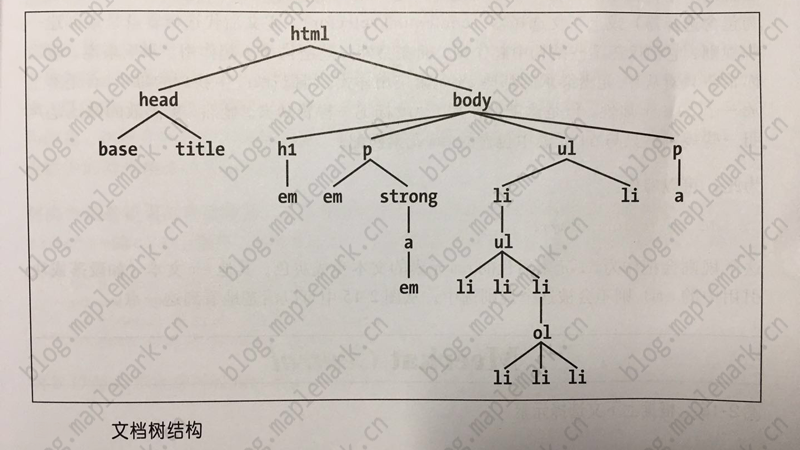 html
head body
base title h1 p ul p
em em strong li li a
a ul
em li li li
ol
li li li
文档树结构
blog.maplemark.cn